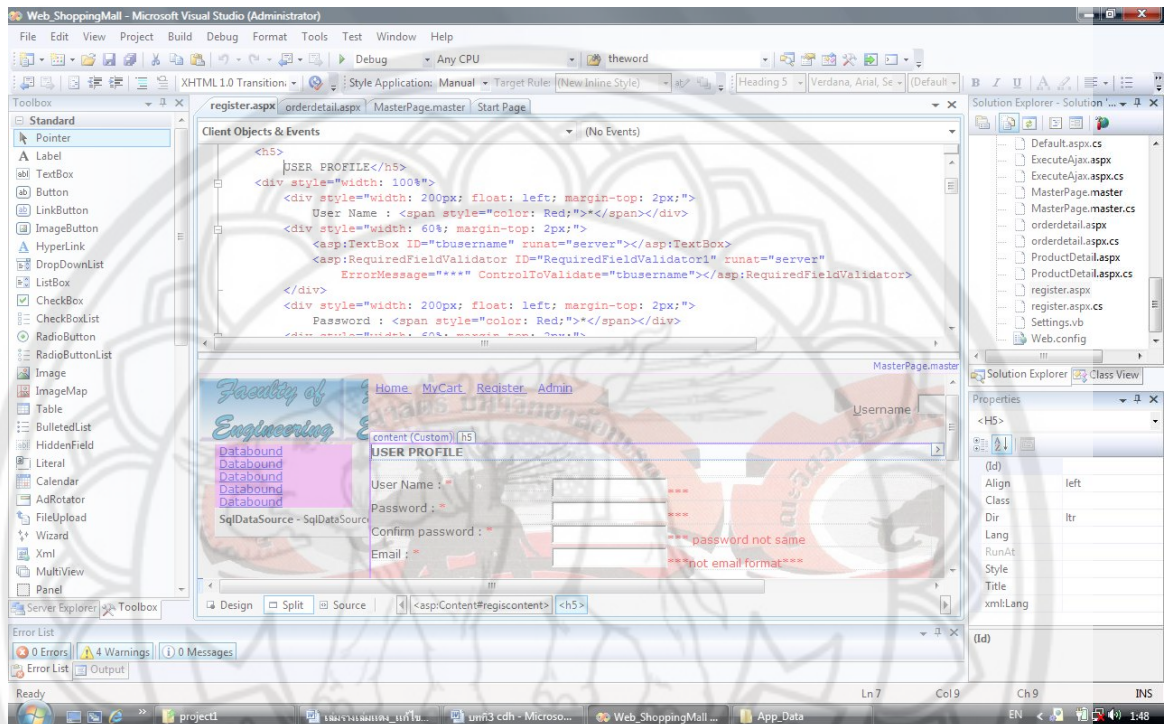 Web_ShoppingMall - Microsoft Visual Studio (Administrator)
File Edit View Project Build Debug Format Tools Test Window Help
Debug Any CPU theword
XHTML 1.0 Transition. Style Application: Manual Target Rule: (New Inline Style) Heading 5 Verdana, Arial, Se (Default B I U A
Toolbox
Standard
Pointer
A Label
TextBox
Button
LinkButton
ImageButton
A HyperLink
DropDownList
ListBox
CheckBox
CheckBoxList
RadioButton
RadioButtonList
Image
ImageMap
Table
BulletedList
HiddenField
Literal
Calendar
AdRotator
FileUpload
Wizard
Xml
MultiView
Panel
Server Explorer Toolbox
register.aspx orderdetail.aspx MasterPage.master Start Page
Client Objects & Events (No Events)
<h5>
USER PROFILE</h5>
<div style="width: 100%">
<div style="width: 200px; float: left; margin-top: 2px;">
User Name : <span style="color: Red;">*</span></div>
<div style="width: 60%; margin-top: 2px;">
<asp:TextBox ID="tbusername" runat="server"></asp:TextBox>
<asp:RequiredFieldValidator ID="RequiredFieldValidator1" runat="server"
ErrorMessage="***" ControlToValidate="tbusername"></asp:RequiredFieldValidator>
</div>
<div style="width: 200px; float: left; margin-top: 2px;">
Password : <span style="color: Red;">*</span></div>
<div style="width: 60%; margin-top: 2px;">
MasterPage.master
Faculty of
Engineering
Home MyCart Register Admin
Username
content (Custom) h5
Databound
Databound
Databound
Databound
Databound
SqlDataSource - SqlDataSource
USER PROFILE
User Name : * ***
Password : * ***
Confirm password : * *** password not same
Email : * ***not email format***
Design Split Source <asp:Content#regiscontent> <h5>
Solution Explorer - Solution '...
Default.aspx.cs
ExecuteAjax.aspx
ExecuteAjax.aspx.cs
MasterPage.master
MasterPage.master.cs
orderdetail.aspx
orderdetail.aspx.cs
ProductDetail.aspx
ProductDetail.aspx.cs
register.aspx
register.aspx.cs
Settings.vb
Web.config
Solution Explorer Class View
Properties
<H5>
(Id)
Align left
Class
Dir ltr
Lang
RunAt
Style
Title
xml:Lang
(Id)
Error List
0 Errors 4 Warnings 0 Messages
Error List Output
Ready Ln 7 Col 9 Ch 9 INS
project1 บทที่3 cdh - Microso... Web_ShoppingMall ... App_Data EN 1:48